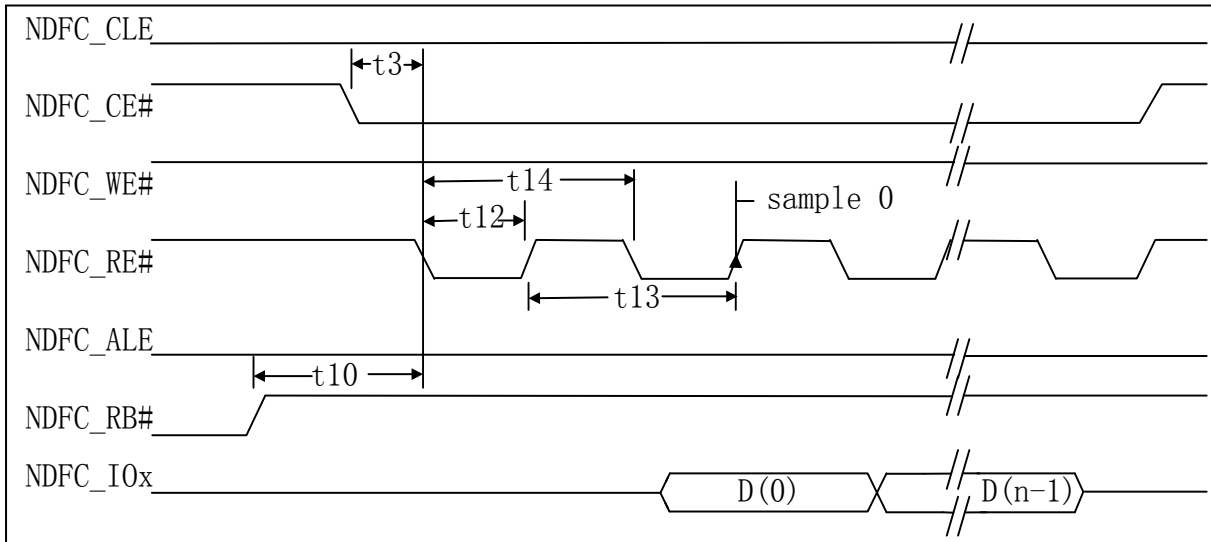 NDFC_CLE
t3
NDFC_CE#
NDFC_WE#
t14
sample 0
t12
NDFC_RE#
t13
NDFC_ALE
t10
NDFC_RB#
NDFC_IOx
D(0)
D(n-1)